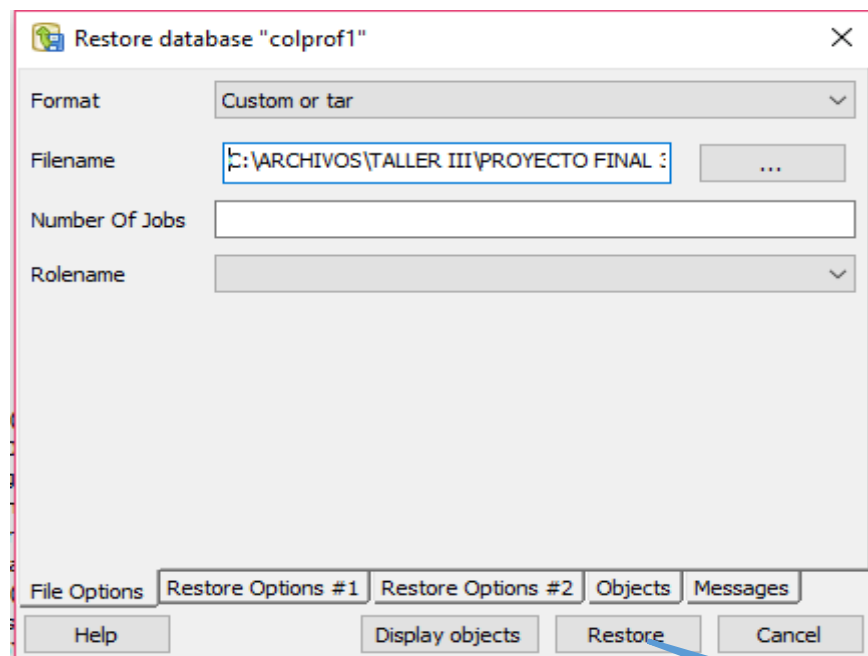 Restore database "colprof1"
Format Custom or tar
Filename C:\ARCHIVOS\TALLER III\PROYECTO FINAL ...
Number Of Jobs
Rolename
File Options Restore Options #1 Restore Options #2 Objects Messages
Help Display objects Restore Cancel